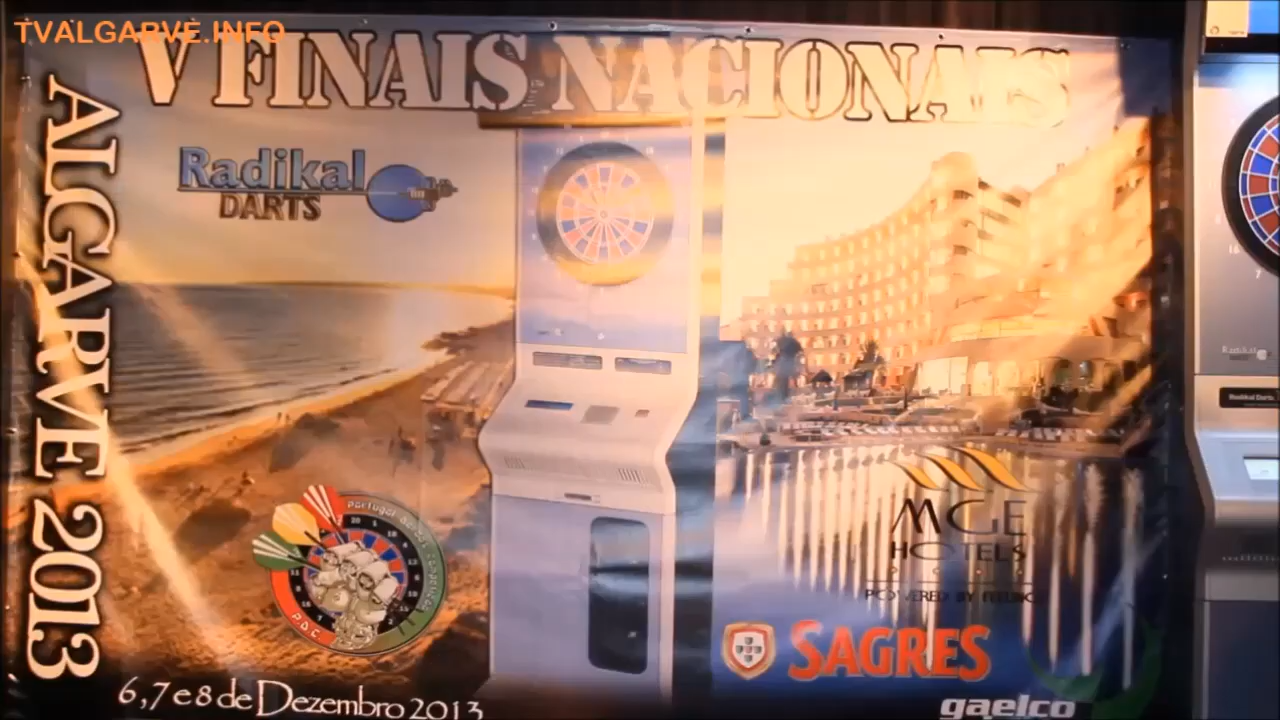 TVALGARVE.INFO
V FINAIS NACIONAIS
ALGARVE 2013
Radikal
DARTS
MGE
HOTELS
POWERED BY
P.D.C.
SAGRES
gaelco
6, 7 e 8 de Dezembro 2013